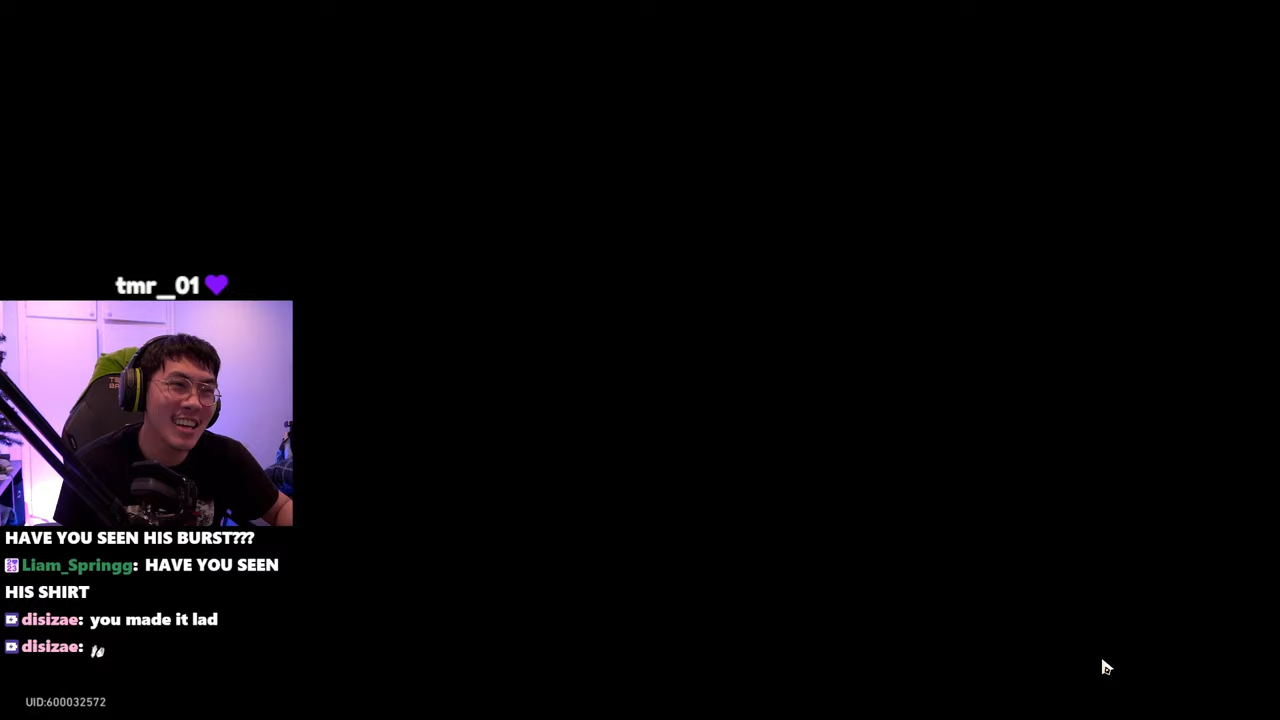 tmr_01
HAVE YOU SEEN HIS BURST???
Liam_Springg: HAVE YOU SEEN
HIS SHIRT
disizae: you made it lad
disizae:
UID:600032572